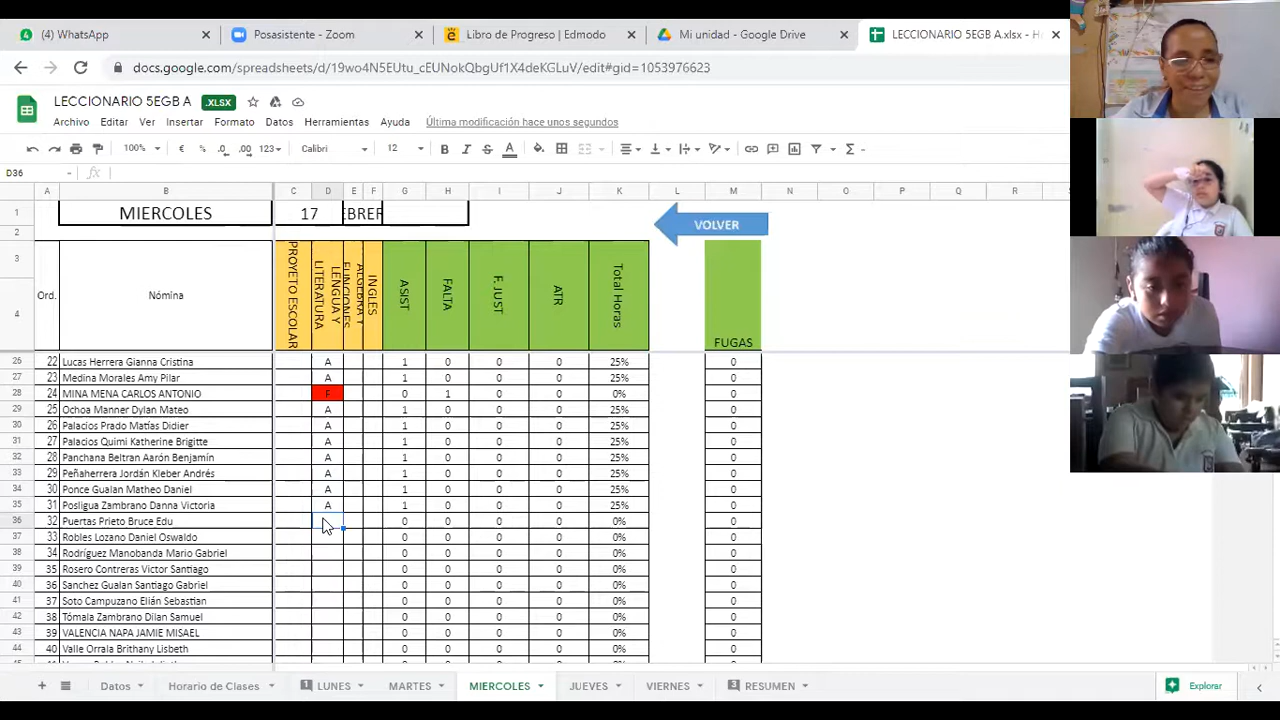 (4) WhatsApp × Posasistente - Zoom × Libro de Progreso | Edmodo × Mi unidad - Google Drive × LECCIONARIO 5EGB A.xlsx - Ho ×
docs.google.com/spreadsheets/d/19wo4N5EUtu_cEUNokQbgUf1X4deKGLuV/edit#gid=1053976623
LECCIONARIO 5EGB A .XLSX
Archivo Editar Ver Insertar Formato Datos Herramientas Ayuda Última modificación hace unos segundos
100% € % .0 .00 123 Calibri 12 B I S A
D36 fx
A B C D E F G H I J K L M N O P Q R
1 MIERCOLES 17 EBRER VOLVER
2
3
4
Ord. Nómina PROYETO ESCOLAR LENGUA Y LITERATURA ALGEBRA Y FUNCIONES INGLES ASIST FALTA F. JUST ATR Total Horas FUGAS
26 22 Lucas Herrera Gianna Cristina A 1 0 0 0 25% 0
27 23 Medina Morales Amy Pilar A 1 0 0 0 25% 0
28 24 MINA MENA CARLOS ANTONIO F 0 1 0 0 0% 0
29 25 Ochoa Manner Dylan Mateo A 1 0 0 0 25% 0
30 26 Palacios Prado Matías Didier A 1 0 0 0 25% 0
31 27 Palacios Quimi Katherine Brigitte A 1 0 0 0 25% 0
32 28 Panchana Beltran Aarón Benjamín A 1 0 0 0 25% 0
33 29 Peñaherrera Jordán Kleber Andrés A 1 0 0 0 25% 0
34 30 Ponce Gualan Matheo Daniel A 1 0 0 0 25% 0
35 31 Posligua Zambrano Danna Victoria A 1 0 0 0 25% 0
36 32 Puertas Prieto Bruce Edu 0 0 0 0 0% 0
37 33 Robles Lozano Daniel Oswaldo 0 0 0 0 0% 0
38 34 Rodríguez Manobanda Mario Gabriel 0 0 0 0 0% 0
39 35 Rosero Contreras Victor Santiago 0 0 0 0 0% 0
40 36 Sanchez Gualan Santiago Gabriel 0 0 0 0 0% 0
41 37 Soto Campuzano Elián Sebastian 0 0 0 0 0% 0
42 38 Tómala Zambrano Dilan Samuel 0 0 0 0 0% 0
43 39 VALENCIA NAPA JAMIE MISAEL 0 0 0 0 0% 0
44 40 Valle Orrala Brithany Lisbeth 0 0 0 0 0% 0
+ Datos Horario de Clases 1 LUNES MARTES MIERCOLES JUEVES VIERNES 3 RESUMEN Explorar